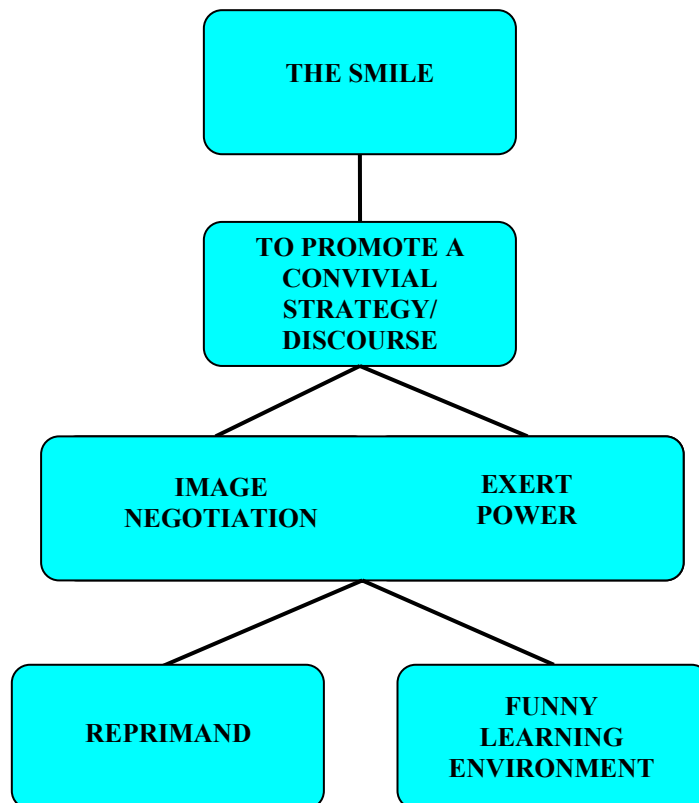 THE SMILE
TO PROMOTE A
CONVIVIAL
STRATEGY/
DISCOURSE
IMAGE
NEGOTIATION
EXERT
POWER
REPRIMAND
FUNNY
LEARNING
ENVIRONMENT